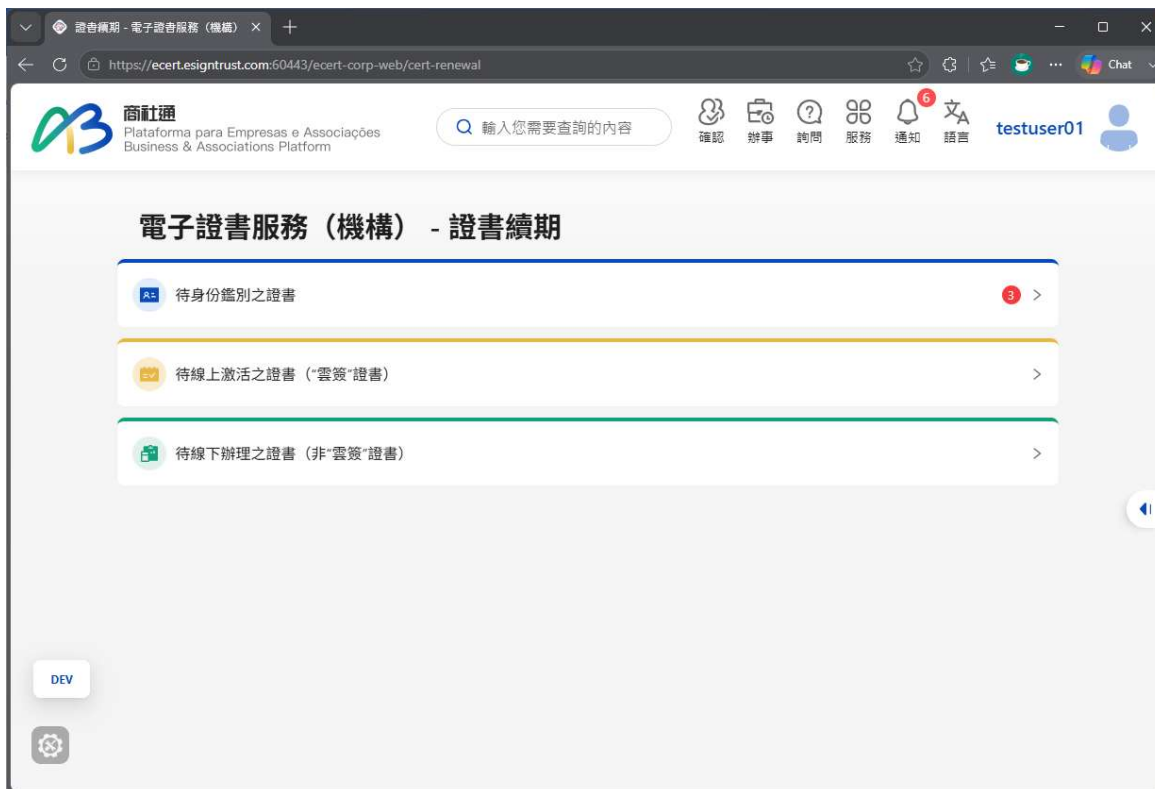 證書續期 - 電子證書服務（機構）
https://ecert.esigntrust.com:60443/ecert-corp-web/cert-renewal
Chat
商社通
Plataforma para Empresas e Associações
Business & Associations Platform
輸入您需要查詢的內容
確認
辦事
詢問
服務
6
通知
語言
testuser01
電子證書服務（機構） - 證書續期
待身份鑑別之證書
3
待線上激活之證書（“雲簽”證書）
待線下辦理之證書（非“雲簽”證書）
DEV